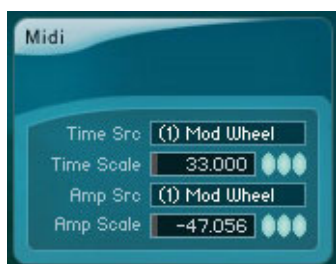 Midi
Time Src (1) Mod Wheel
Time Scale 33.000
Amp Src (1) Mod Wheel
Amp Scale -47.056